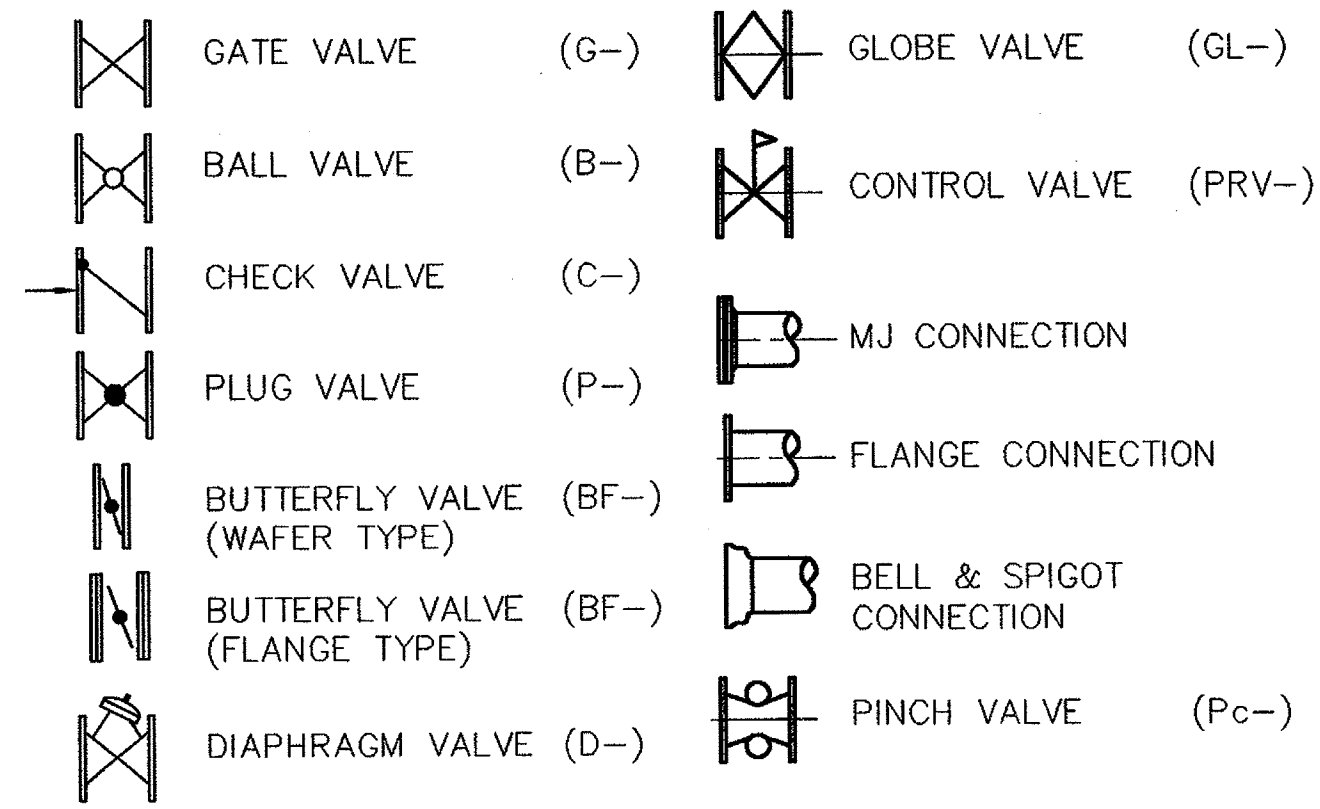 GATE VALVE (G-)
BALL VALVE (B-)
CHECK VALVE (C-)
PLUG VALVE (P-)
BUTTERFLY VALVE (BF-)
(WAFER TYPE)
BUTTERFLY VALVE (BF-)
(FLANGE TYPE)
DIAPHRAGM VALVE (D-)
GLOBE VALVE (GL-)
CONTROL VALVE (PRV-)
MJ CONNECTION
FLANGE CONNECTION
BELL & SPIGOT
CONNECTION
PINCH VALVE (Pc-)